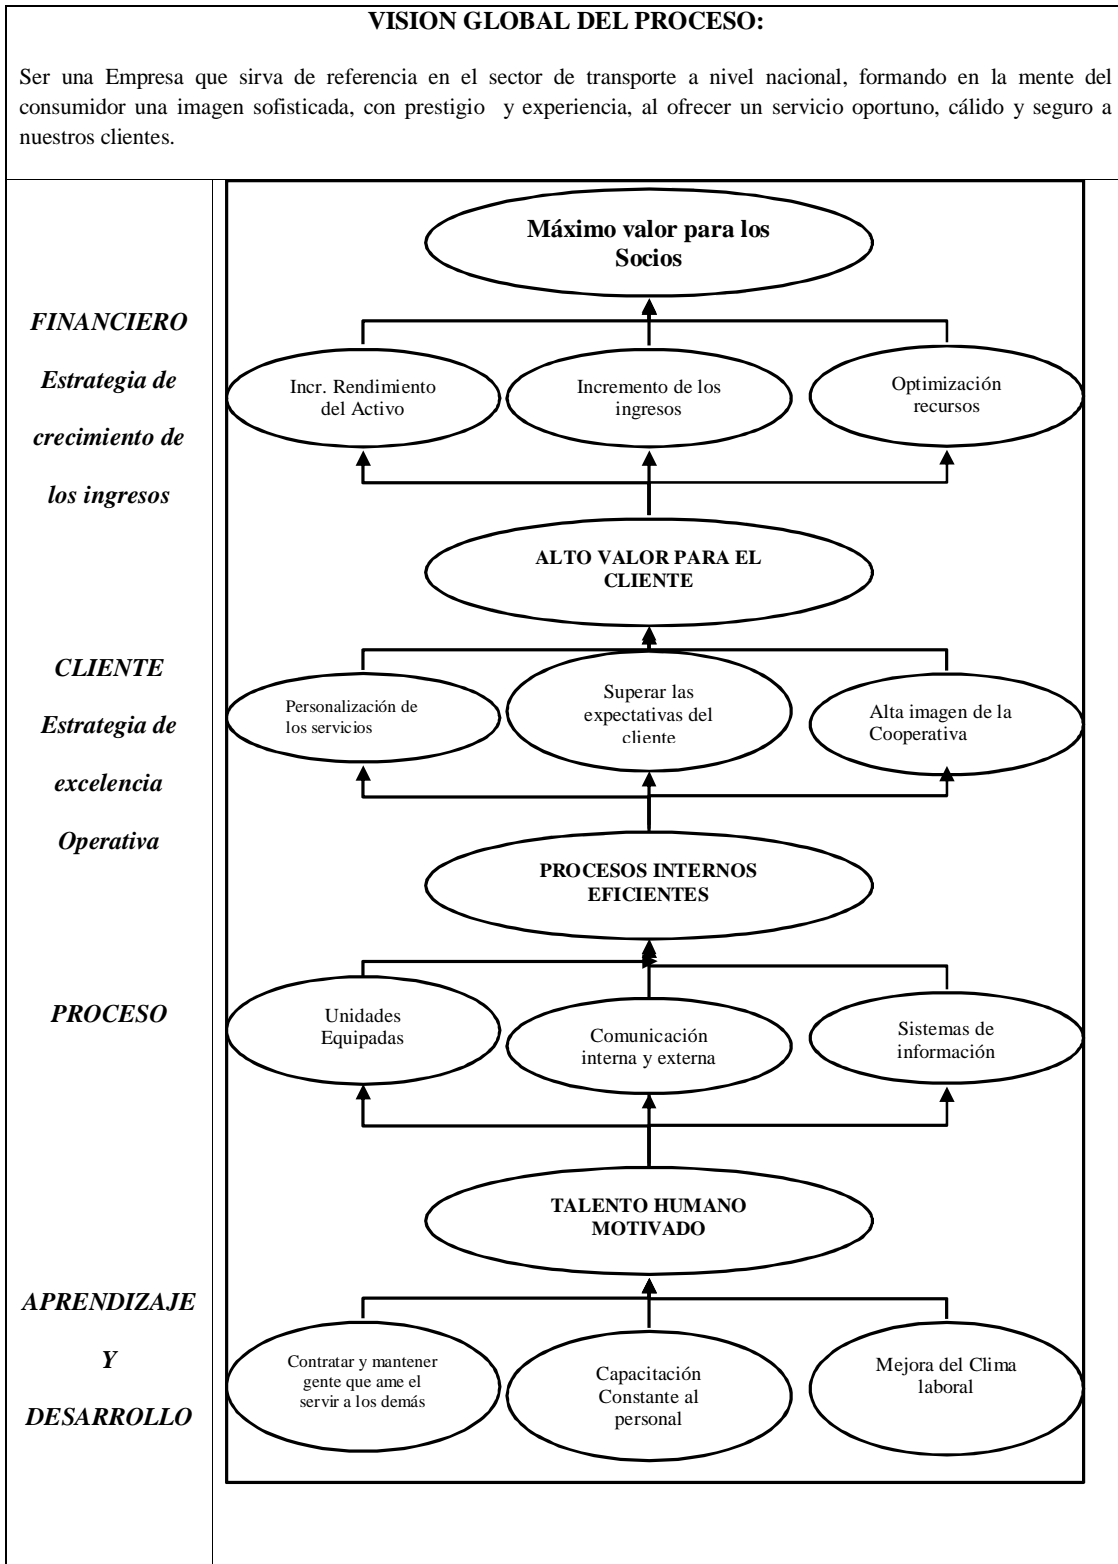 VISION GLOBAL DEL PROCESO:
Ser una Empresa que sirva de referencia en el sector de transporte a nivel nacional, formando en la mente del
consumidor una imagen sofisticada, con prestigio y experiencia, al ofrecer un servicio oportuno, cálido y seguro a
nuestros clientes.
FINANCIERO
Estrategia de
crecimiento de
los ingresos
Máximo valor para los
Socios
Incr. Rendimiento
del Activo
Incremento de los
ingresos
Optimización
recursos
ALTO VALOR PARA EL
CLIENTE
CLIENTE
Estrategia de
excelencia
Operativa
Personalización de
los servicios
Superar las
expectativas del
cliente
Alta imagen de la
Cooperativa
PROCESOS INTERNOS
EFICIENTES
PROCESO
Unidades
Equipadas
Comunicación
interna y externa
Sistemas de
información
TALENTO HUMANO
MOTIVADO
APRENDIZAJE
Y
DESARROLLO
Contratar y mantener
gente que ame el
servir a los demás
Capacitación
Constante al
personal
Mejora del Clima
laboral